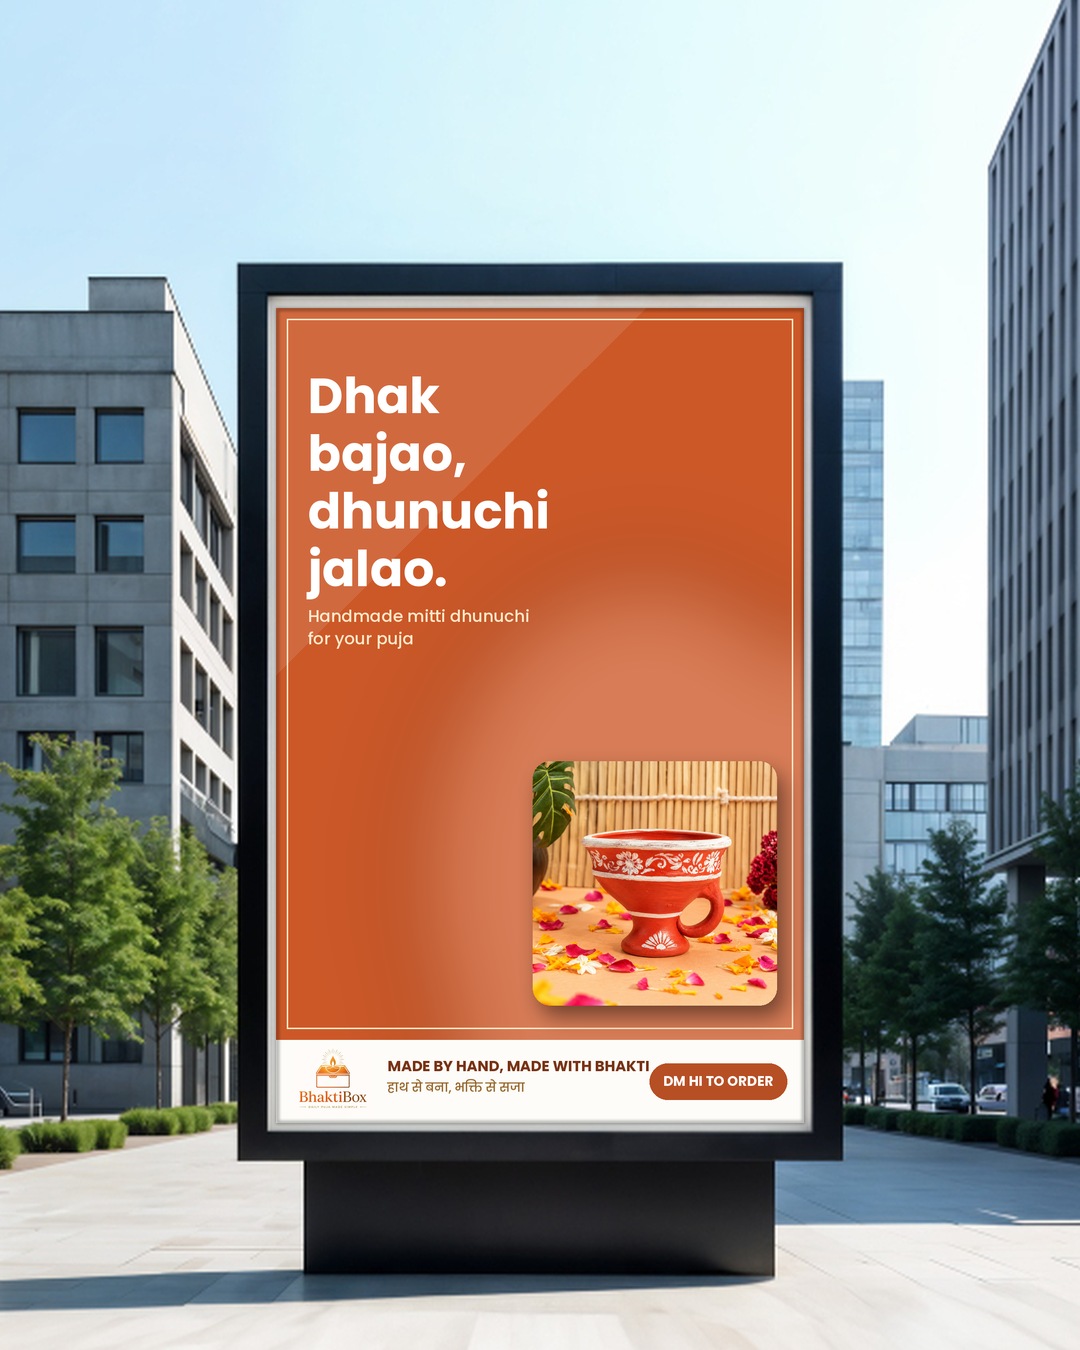 Dhak
bajao,
dhunuchi
jalao.
Handmade mitti dhunuchi
for your puja
BhaktiBox
MADE BY HAND, MADE WITH BHAKTI
हाथ से बना, भक्ति से सजा
DM HI TO ORDER